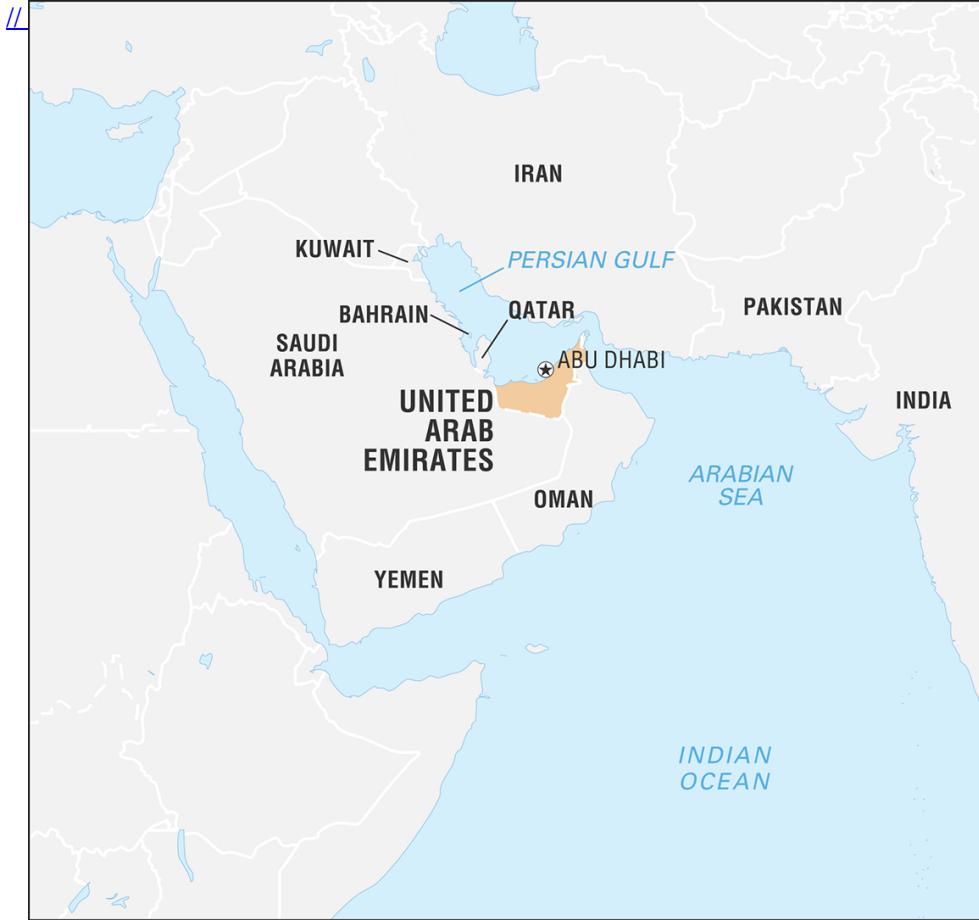 //
IRAN
KUWAIT
PERSIAN GULF
BAHRAIN
QATAR
PAKISTAN
SAUDI
ARABIA
ABU DHABI
UNITED
ARAB
EMIRATES
INDIA
ARABIAN
SEA
OMAN
YEMEN
INDIAN
OCEAN